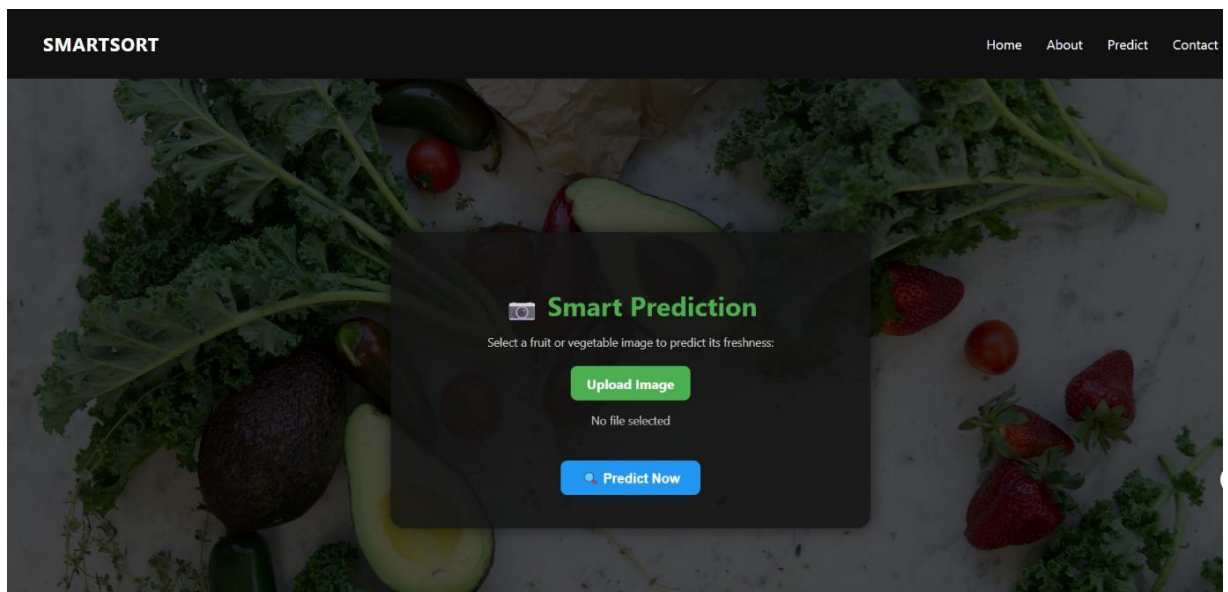 SMARTSORT
Home About Predict Contact
Smart Prediction
Select a fruit or vegetable image to predict its freshness:
Upload Image
No file selected
Predict Now